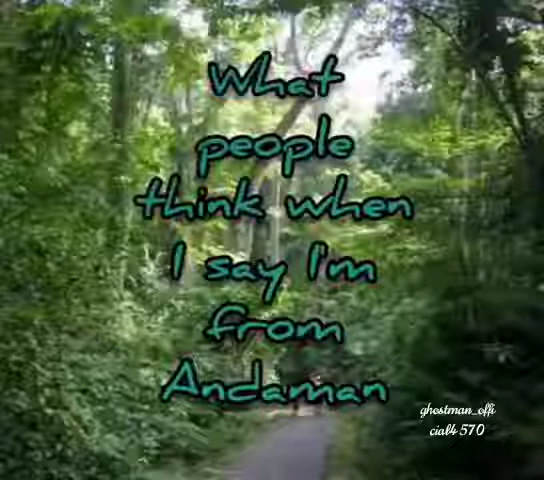 What
people
think when
I say I'm
from
Andaman
ghostman_offi
cial4570